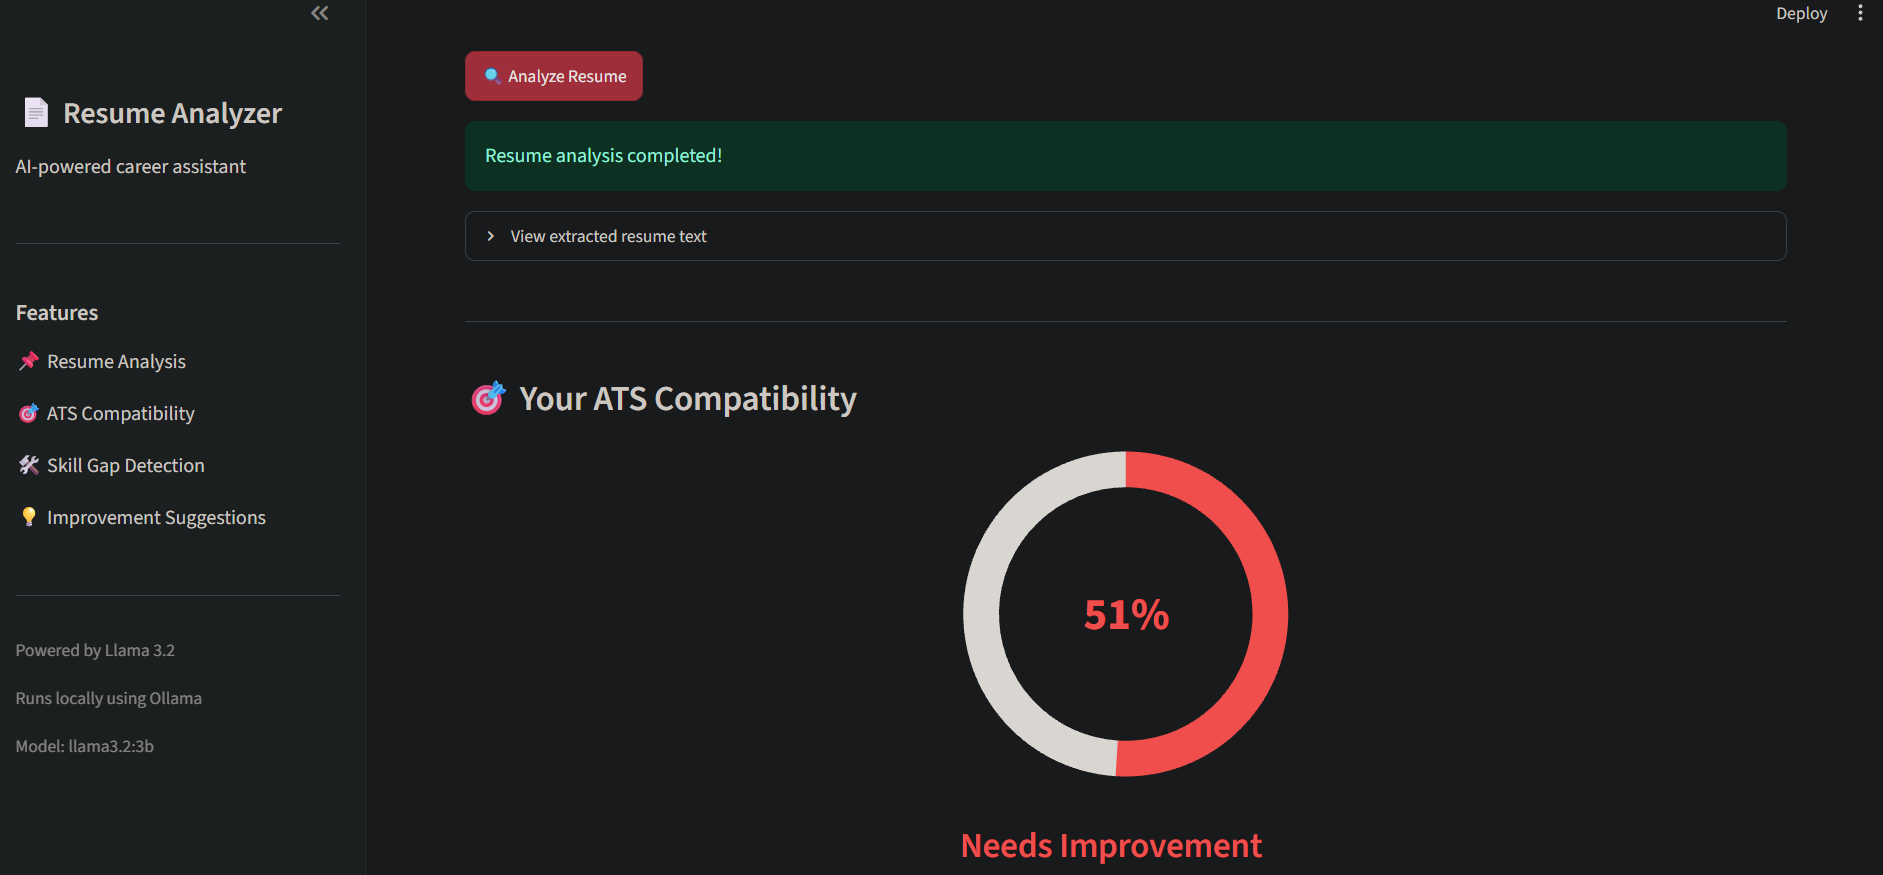 Resume Analyzer
AI-powered career assistant
Features
Resume Analysis
ATS Compatibility
Skill Gap Detection
Improvement Suggestions
Powered by Llama 3.2
Runs locally using Ollama
Model: llama3.2:3b
Deploy
Analyze Resume
Resume analysis completed!
View extracted resume text
Your ATS Compatibility
51%
Needs Improvement